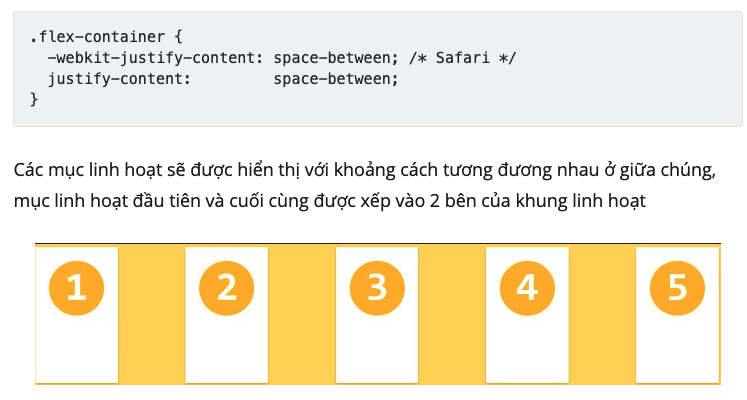 .flex-container {
  -webkit-justify-content: space-between; /* Safari */
  justify-content:         space-between;
}
Các mục linh hoạt sẽ được hiển thị với khoảng cách tương đương nhau ở giữa chúng,
mục linh hoạt đầu tiên và cuối cùng được xếp vào 2 bên của khung linh hoạt
1 2 3 4 5